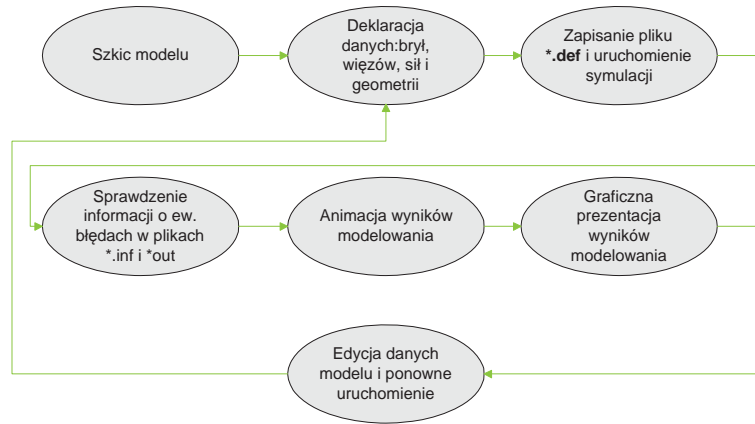 Szkic modelu
Deklaracja
danych:brył,
więzów, sił i
geometrii
Zapisanie pliku
*.def i uruchomienie
symulacji
Sprawdzenie
informacji o ew.
błędach w plikach
*.inf i *out
Animacja wyników
modelowania
Graficzna
prezentacja
wyników
modelowania
Edycja danych
modelu i ponowne
uruchomienie